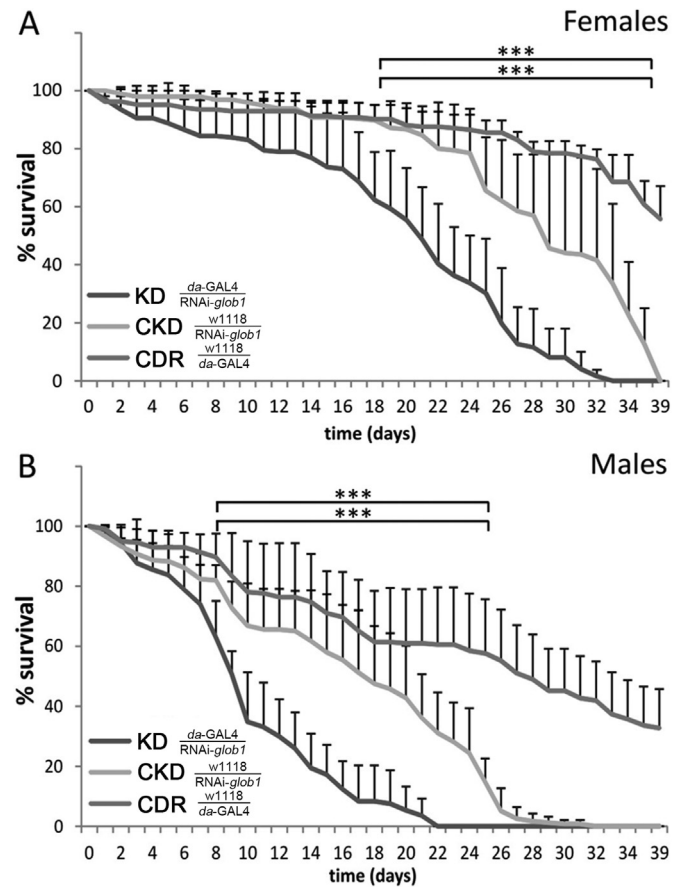 A Females
***
***
100
80
60
40
20
0
% survival
KD da-GAL4
RNAi-glob1
CKD w1118
RNAi-glob1
CDR w1118
da-GAL4
0 2 4 6 8 10 12 14 16 18 20 22 24 26 28 30 32 34 39
time (days)
B Males
***
***
100
80
60
40
20
0
% survival
KD da-GAL4
RNAi-glob1
CKD w1118
RNAi-glob1
CDR w1118
da-GAL4
0 2 4 6 8 10 12 14 16 18 20 22 24 26 28 30 32 34 39
time (days)